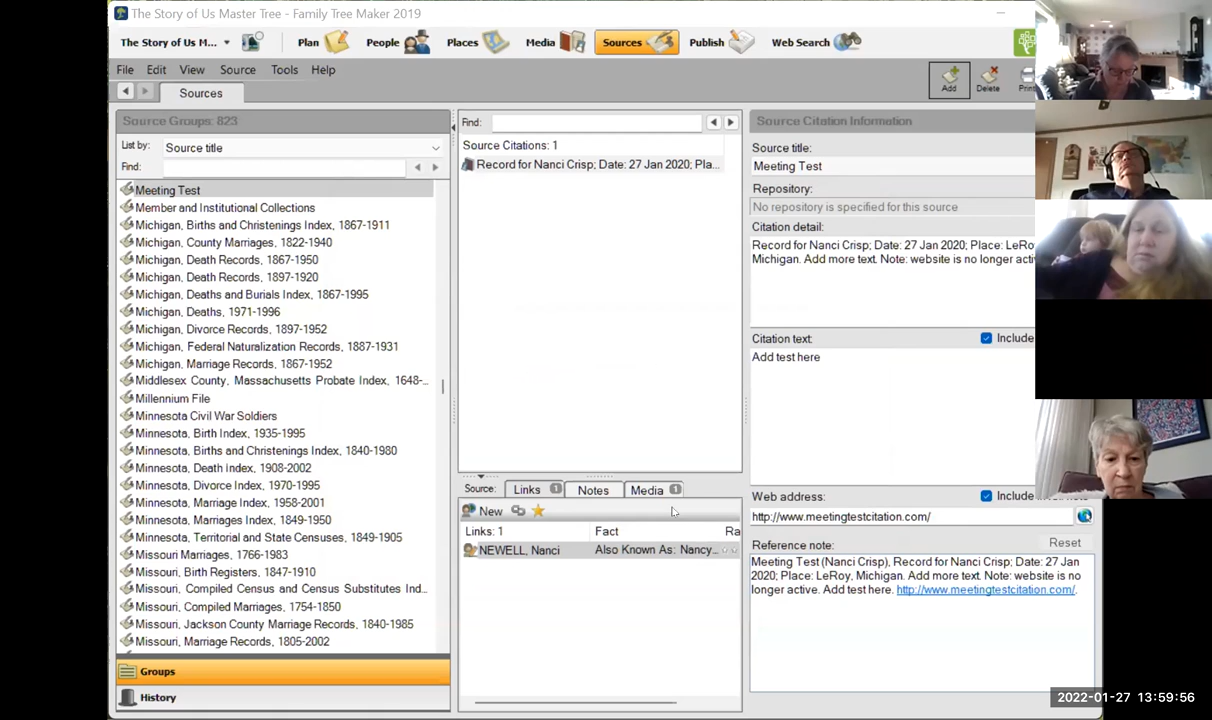 The Story of Us Master Tree - Family Tree Maker 2019
The Story of Us M...
Plan
People
Places
Media
Sources
Publish
Web Search
File Edit View Source Tools Help
Add
Delete
Print
Sources
Source Groups: 823
List by: Source title
Find:
Meeting Test
Member and Institutional Collections
Michigan, Births and Christenings Index, 1867-1911
Michigan, County Marriages, 1822-1940
Michigan, Death Records, 1867-1950
Michigan, Death Records, 1897-1920
Michigan, Deaths and Burials Index, 1867-1995
Michigan, Deaths, 1971-1996
Michigan, Divorce Records, 1897-1952
Michigan, Federal Naturalization Records, 1887-1931
Michigan, Marriage Records, 1867-1952
Middlesex County, Massachusetts Probate Index, 1648-...
Millennium File
Minnesota Civil War Soldiers
Minnesota, Birth Index, 1935-1995
Minnesota, Births and Christenings Index, 1840-1980
Minnesota, Death Index, 1908-2002
Minnesota, Divorce Index, 1970-1995
Minnesota, Marriage Index, 1958-2001
Minnesota, Marriages Index, 1849-1950
Minnesota, Territorial and State Censuses, 1849-1905
Missouri Marriages, 1766-1983
Missouri, Birth Registers, 1847-1910
Missouri, Compiled Census and Census Substitutes Ind...
Missouri, Compiled Marriages, 1754-1850
Missouri, Jackson County Marriage Records, 1840-1985
Missouri, Marriage Records, 1805-2002
Groups
History
Find:
Source Citations: 1
Record for Nanci Crisp; Date: 27 Jan 2020; Pla...
Source: Links 1 Notes Media 1
New
Links: 1 Fact Ra
NEWELL, Nanci Also Known As: Nancy...
Source Citation Information
Source title:
Meeting Test
Repository:
No repository is specified for this source
Citation detail:
Record for Nanci Crisp; Date: 27 Jan 2020; Place: LeRo
Michigan. Add more text. Note: website is no longer acti
Citation text: Include
Add test here
Web address: Include
http://www.meetingtestcitation.com/
Reference note: Reset
Meeting Test (Nanci Crisp), Record for Nanci Crisp; Date: 27 Jan
2020; Place: LeRoy, Michigan. Add more text. Note: website is no
longer active. Add test here. http://www.meetingtestcitation.com/.
2022-01-27 13:59:56